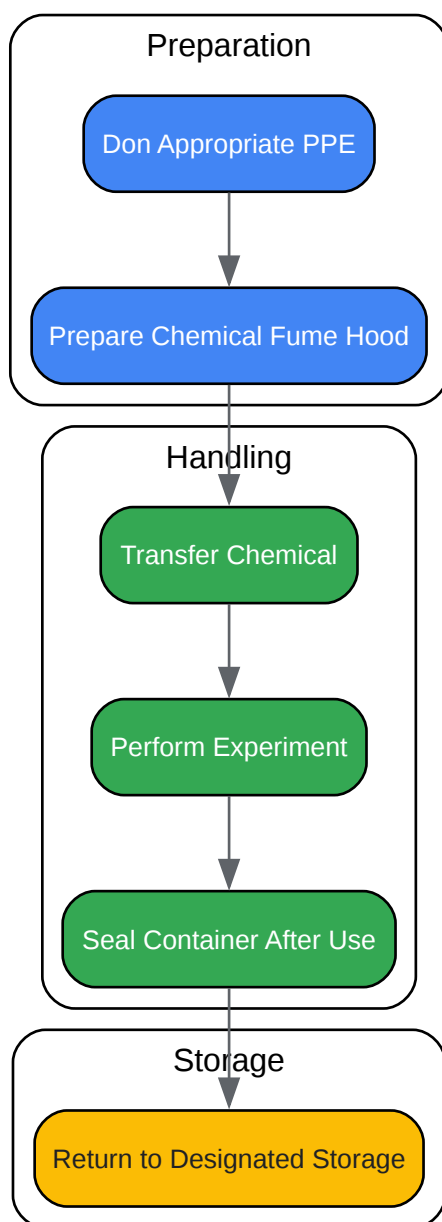 Preparation
Don Appropriate PPE
Prepare Chemical Fume Hood
Handling
Transfer Chemical
Perform Experiment
Seal Container After Use
Storage
Return to Designated Storage